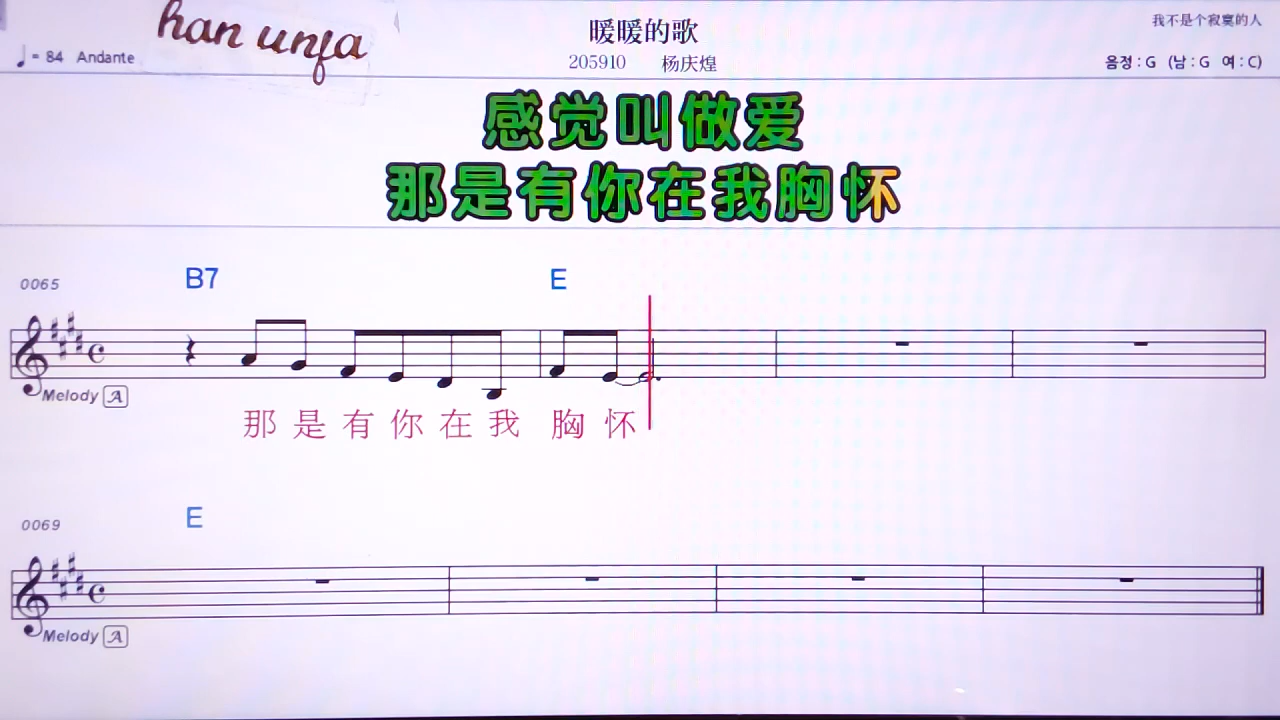 han unja
暖暖的歌
我不是个寂寞的人
♩= 84 Andante
205910 杨庆煌
음정 : G (남 : G 여 : C)
感觉叫做爱
那是有你在我胸怀
0065
B7 E
Melody A
那是有你在我胸怀
0069
E
Melody A